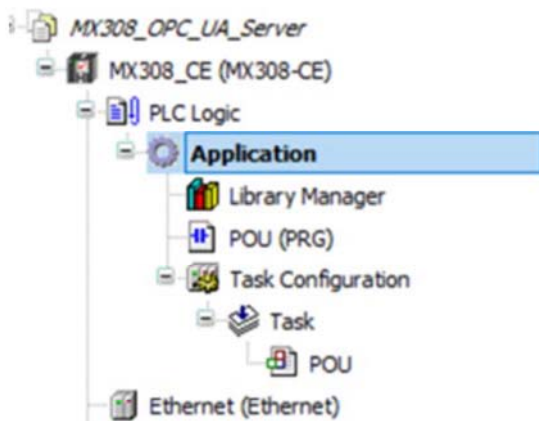 MX308_OPC_UA_Server
MX308_CE (MX308-CE)
PLC Logic
Application
Library Manager
POU (PRG)
Task Configuration
Task
POU
Ethernet (Ethernet)